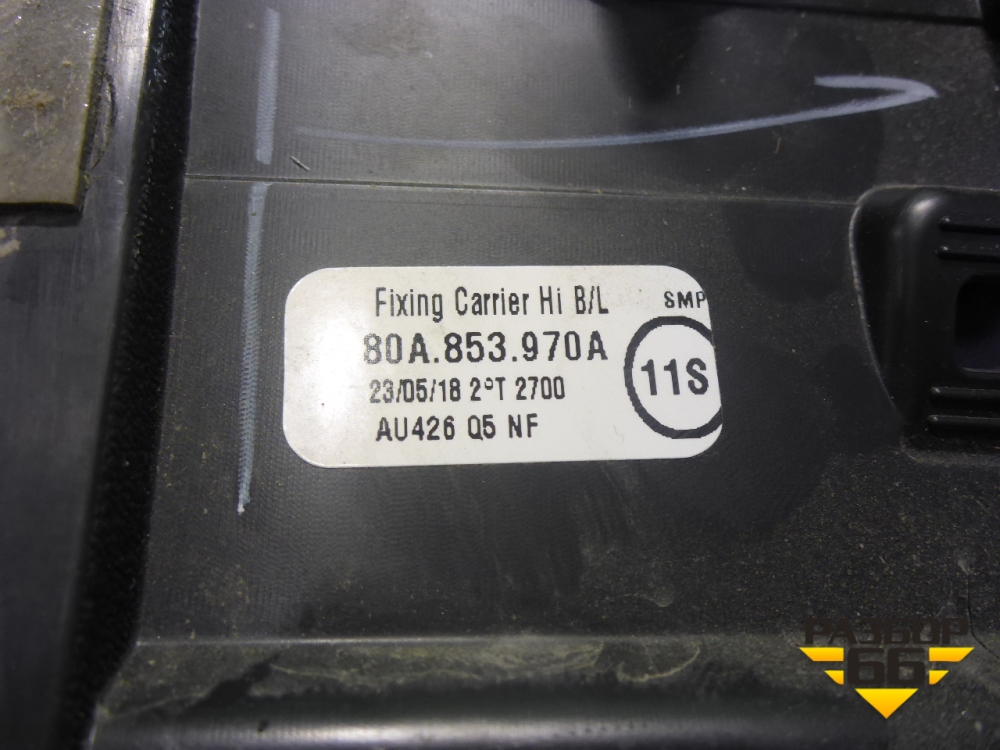 Fixing Carrier Hi B/L
SMP
80A.853.970A
11S
23/05/18 2°T 2700
AU426 Q5 NF
РАЗБОР
66